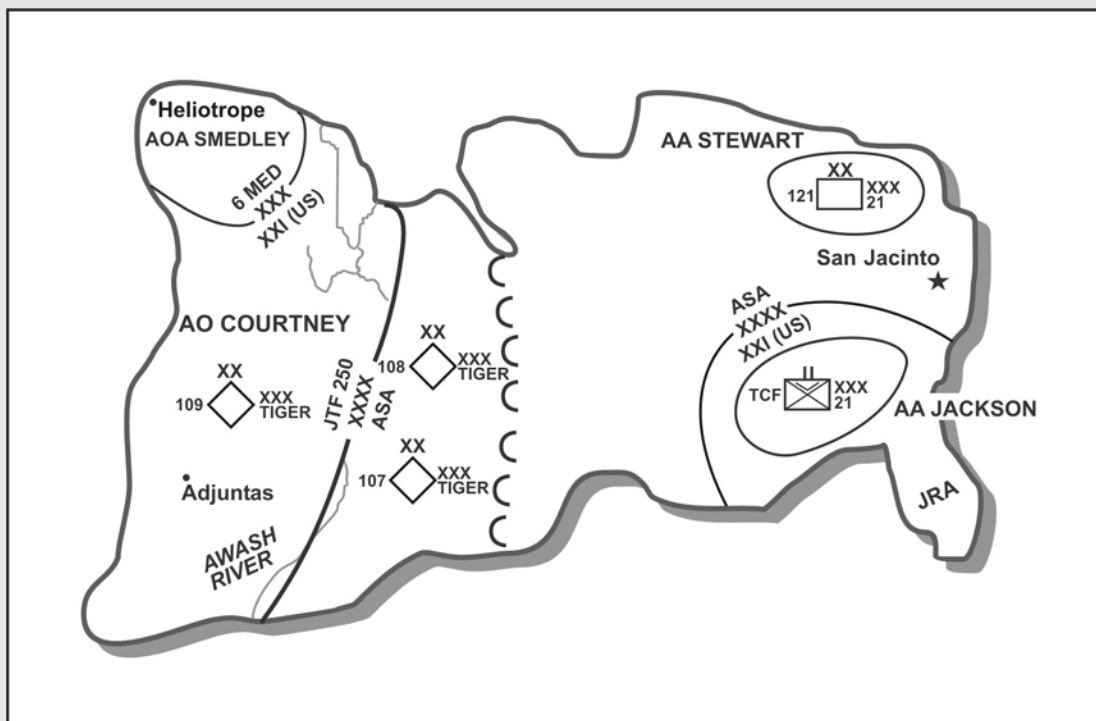 Heliotrope
AOA SMEDLEY
6 MED
XXX
XXI (US)
AO COURTNEY
XX
109
XXX
TIGER
Adjuntas
AWASH
RIVER
JTF 250
XXXX
ASA
XX
108
XXX
TIGER
XX
107
XXX
TIGER
AA STEWART
XX
121
XXX
21
San Jacinto
ASA
XXXX
XXI (US)
II
TCF
XXX
21
AA JACKSON
JRA